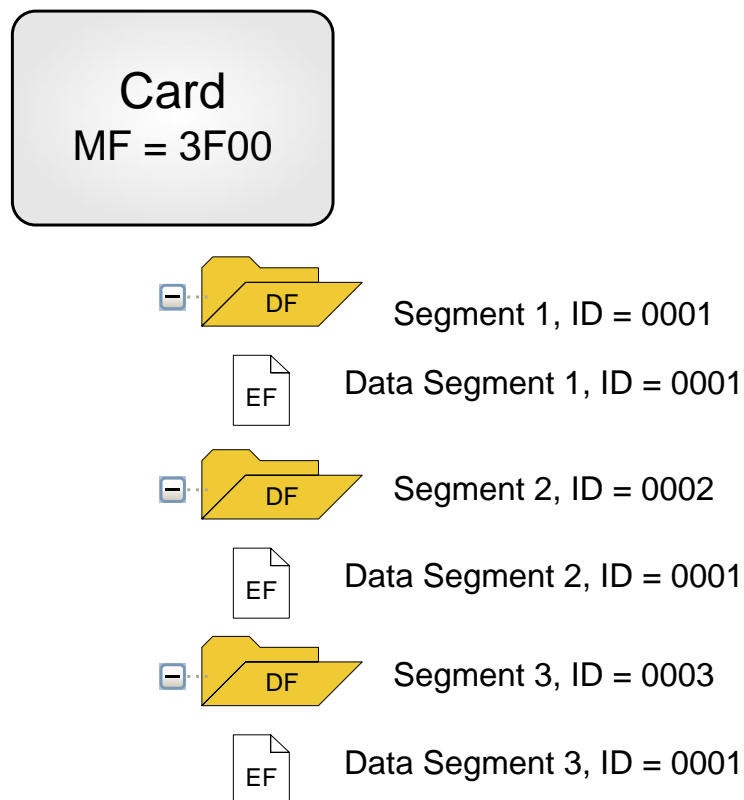 Card
MF = 3F00
DF
Segment 1, ID = 0001
EF
Data Segment 1, ID = 0001
DF
Segment 2, ID = 0002
EF
Data Segment 2, ID = 0001
DF
Segment 3, ID = 0003
EF
Data Segment 3, ID = 0001